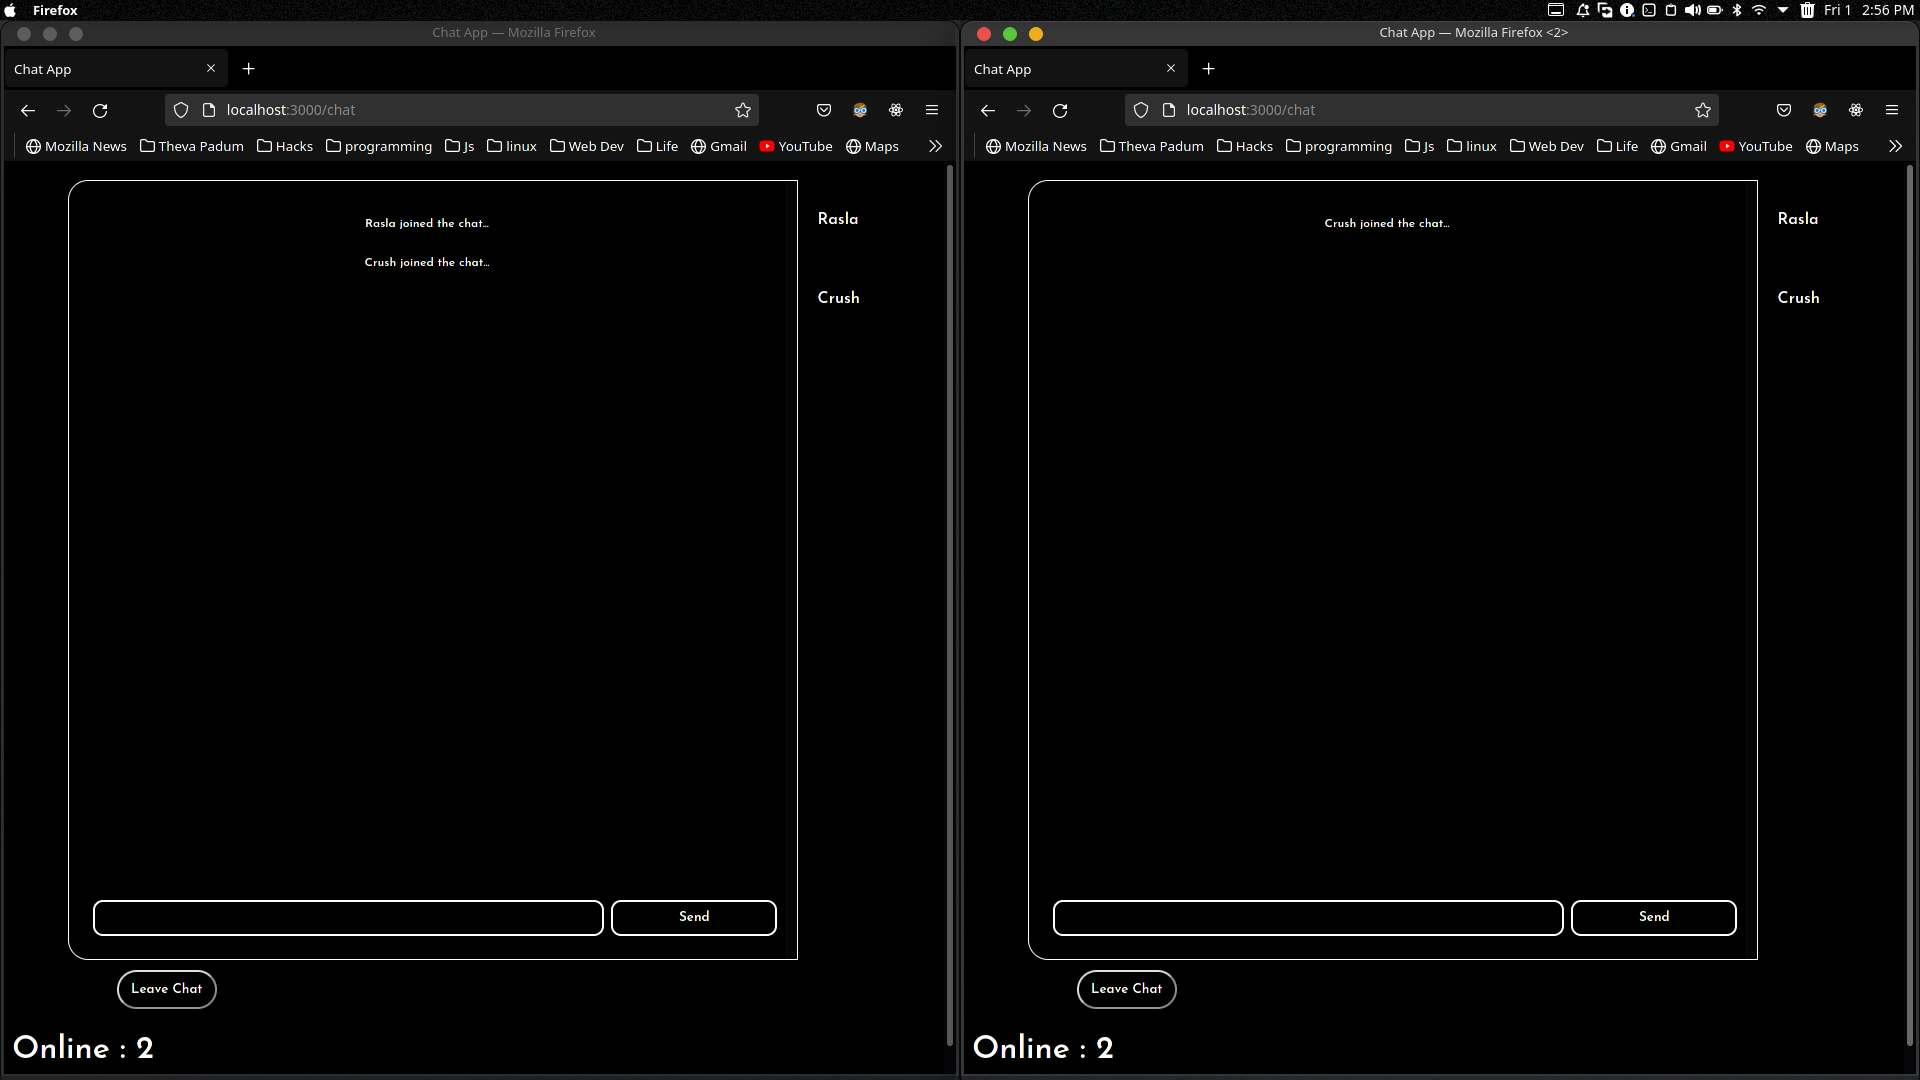 Firefox
Fri 1 2:56 PM
Chat App — Mozilla Firefox
Chat App
localhost:3000/chat
Mozilla News Theva Padum Hacks programming Js linux Web Dev Life Gmail YouTube Maps
Rasla joined the chat...
Crush joined the chat...
Rasla
Crush
Send
Leave Chat
Online : 2
Chat App — Mozilla Firefox <2>
Chat App
localhost:3000/chat
Mozilla News Theva Padum Hacks programming Js linux Web Dev Life Gmail YouTube Maps
Crush joined the chat...
Rasla
Crush
Send
Leave Chat
Online : 2